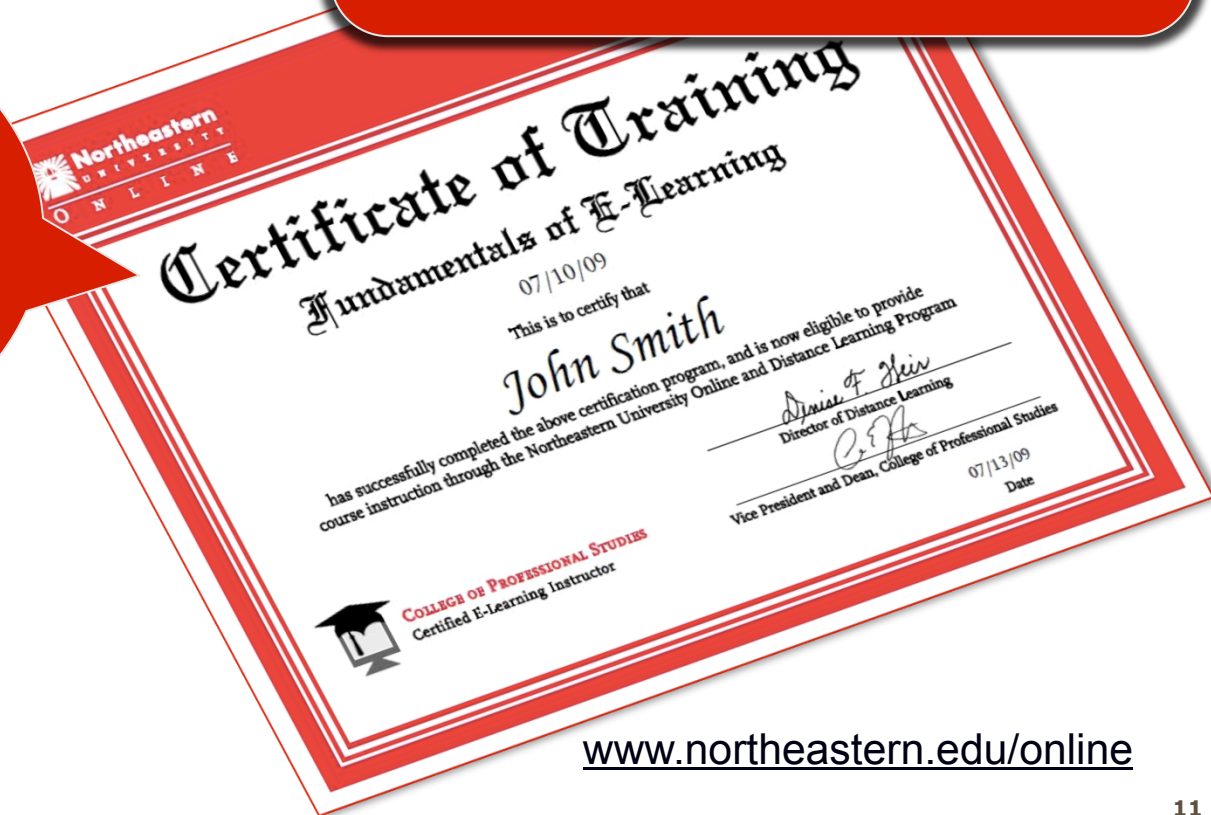 Northeastern
UNIVERSITY
ONLINE
Certificate of Training
Fundamentals of E-Learning
07/10/09
This is to certify that
John Smith
has successfully completed the above certification program, and is now eligible to provide
course instruction through the Northeastern University Online and Distance Learning Program
Denise F.
Director of Distance Learning
Vice President and Dean, College of Professional Studies
07/13/09
Date
COLLEGE OF PROFESSIONAL STUDIES
Certified E-Learning Instructor
www.northeastern.edu/online
11